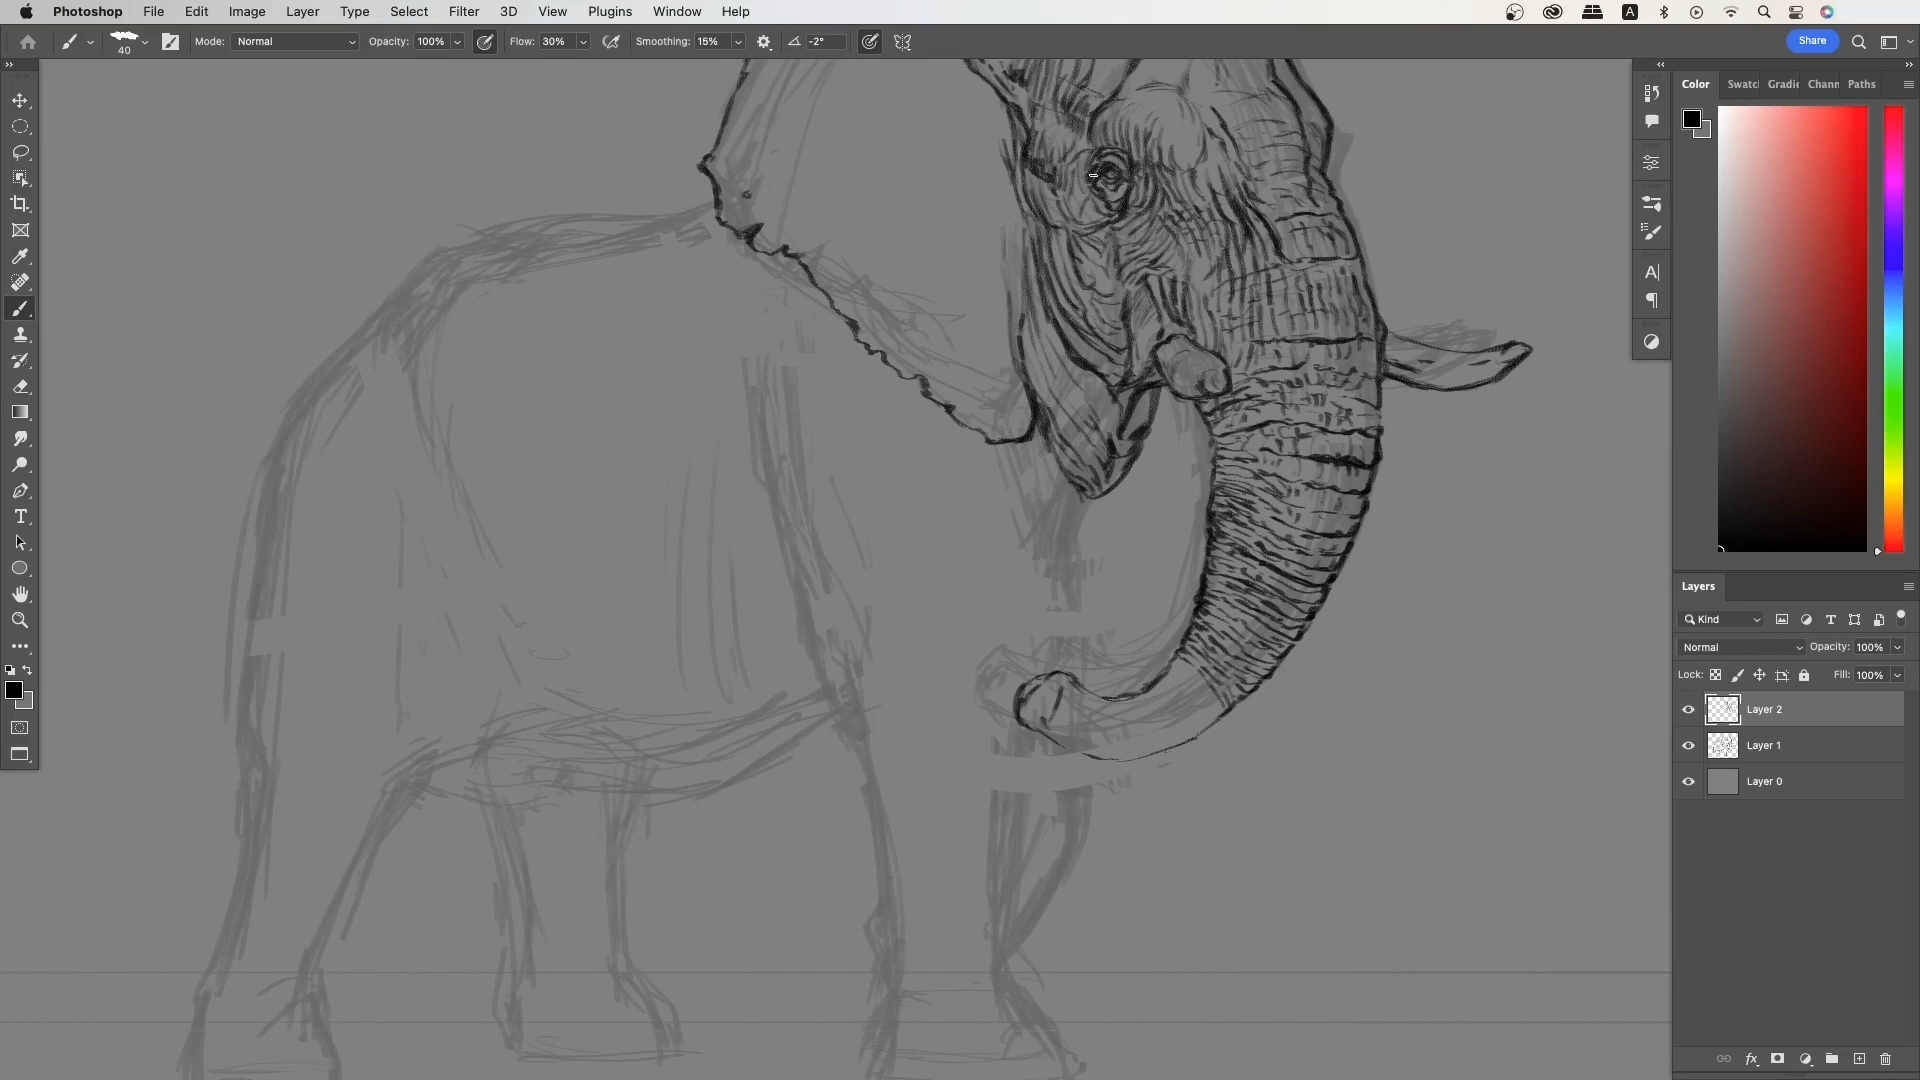 Photoshop File Edit Image Layer Type Select Filter 3D View Plugins Window Help A
40 Mode: Normal Opacity: 100% Flow: 30% Smoothing: 15% -2° Share
Color Swatc Gradie Chann Paths
A
T
Layers
Kind T
Normal Opacity: 100%
Lock: Fill: 100%
Layer 2
Layer 1
Layer 0
fx